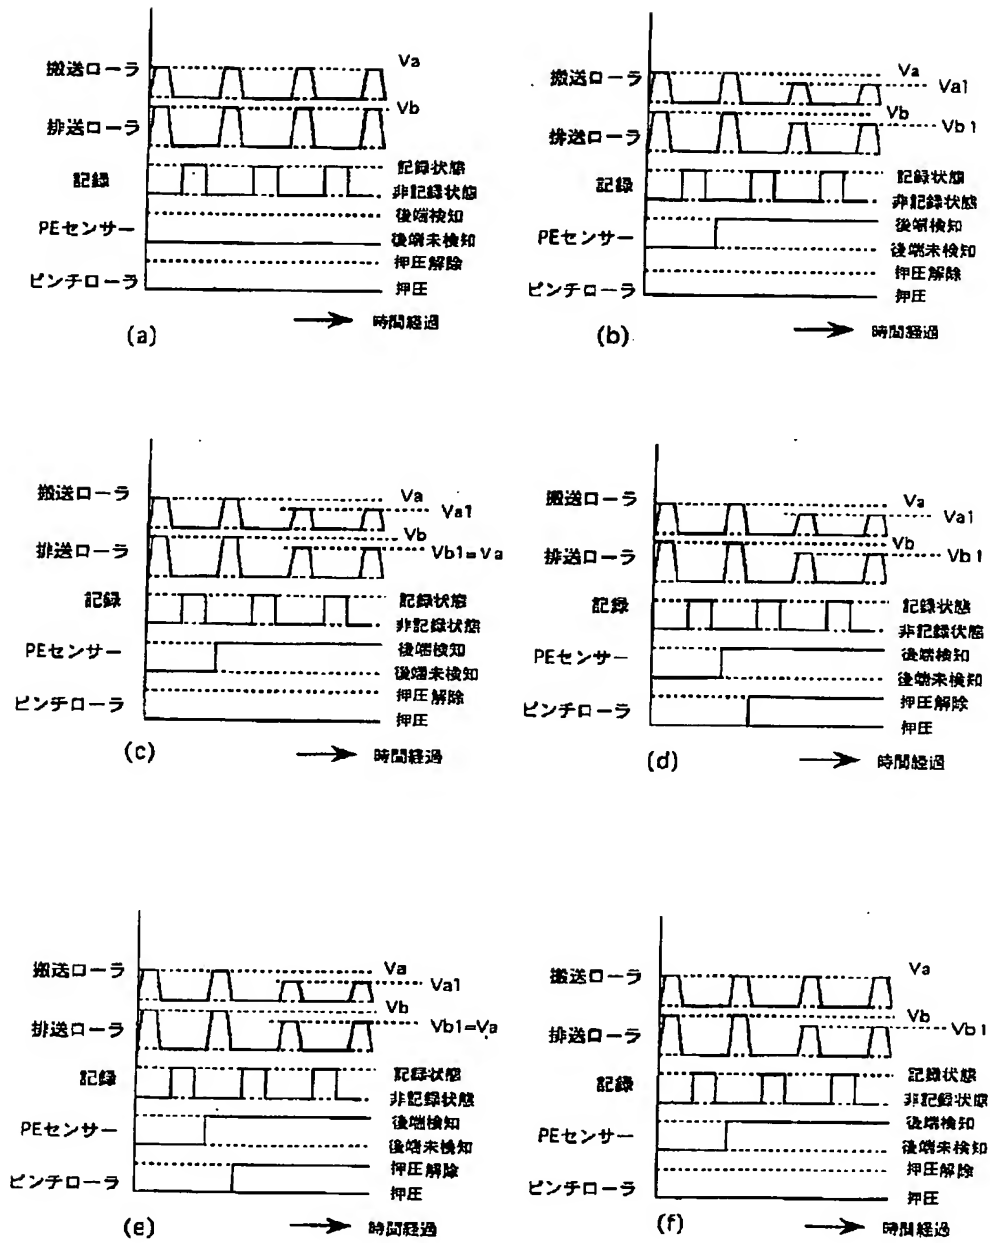 搬送ローラ
Va
排送ローラ
Vb
記録
記録状態
非記録状態
PEセンサー
後端検知
後端未検知
ピンチローラ
押圧解除
押圧
(a)
時間経過
搬送ローラ
Va
Va1
排送ローラ
Vb
Vb1
記録
記録状態
非記録状態
PEセンサー
後端検知
後端未検知
ピンチローラ
押圧解除
押圧
(b)
時間経過
搬送ローラ
Va
Va1
排送ローラ
Vb
Vb1=Va
記録
記録状態
非記録状態
PEセンサー
後端検知
後端未検知
ピンチローラ
押圧解除
押圧
(c)
時間経過
搬送ローラ
Va
Va1
排送ローラ
Vb
Vb1
記録
記録状態
非記録状態
PEセンサー
後端検知
後端未検知
ピンチローラ
押圧解除
押圧
(d)
時間経過
搬送ローラ
Va
Va1
排送ローラ
Vb
Vb1=Va
記録
記録状態
非記録状態
PEセンサー
後端検知
後端未検知
ピンチローラ
押圧解除
押圧
(e)
時間経過
搬送ローラ
Va
排送ローラ
Vb
Vb1
記録
記録状態
非記録状態
PEセンサー
後端検知
後端未検知
ピンチローラ
押圧解除
押圧
(f)
時間経過